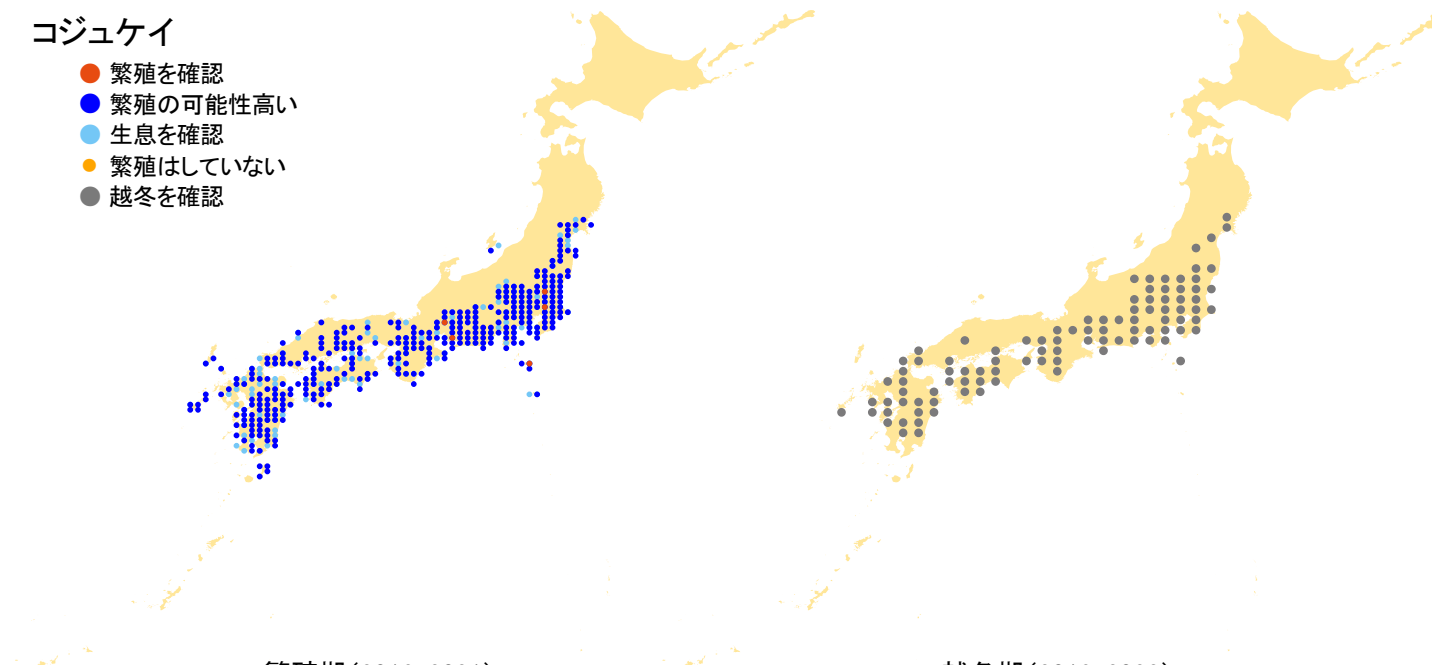 コジュケイ
繁殖を確認
繁殖の可能性高い
生息を確認
繁殖はしていない
越冬を確認